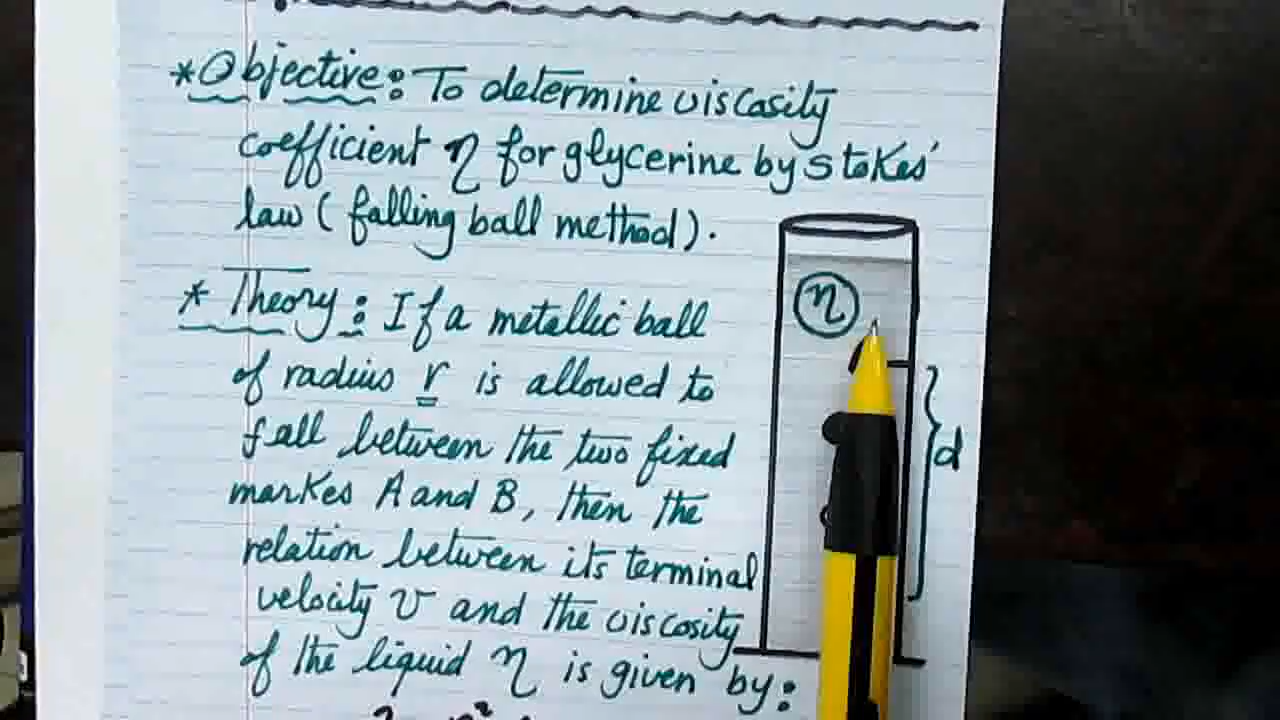 *Objective: To determine viscosity
coefficient η for glycerine by stokes'
law (falling ball method).
* Theory: If a metallic ball
of radius r is allowed to
fall between the two fixed
markes A and B, then the
relation between its terminal
velocity v and the viscosity
of the liquid η is given by:
η
d